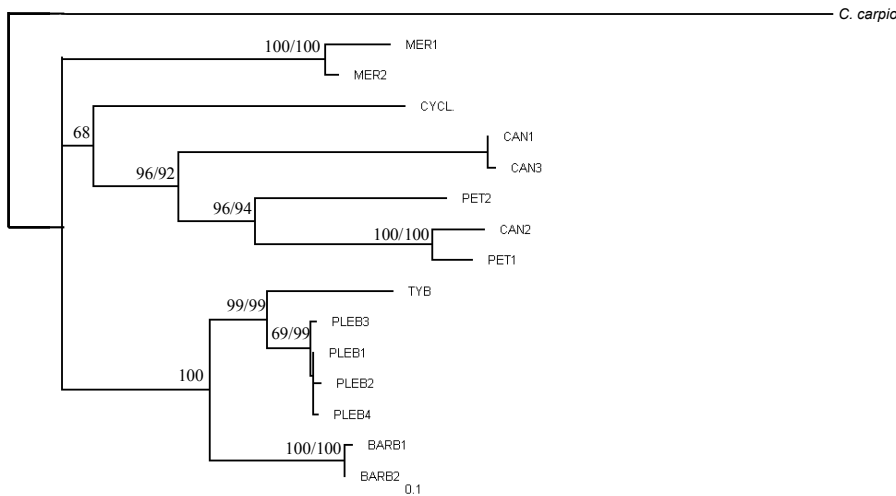 C. carpio
100/100
MER1
MER2
CYCL.
68
CAN1
96/92
CAN3
PET2
96/94
CAN2
100/100
PET1
TYB
99/99
PLEB3
69/99
PLEB1
PLEB2
100
PLEB4
BARB1
100/100
BARB2
0.1